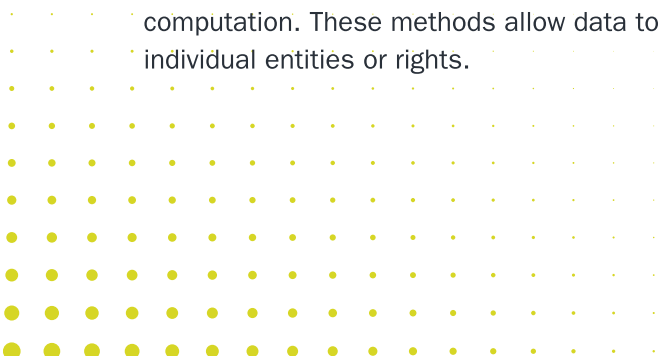 computation. These methods allow data to
individual entities or rights.